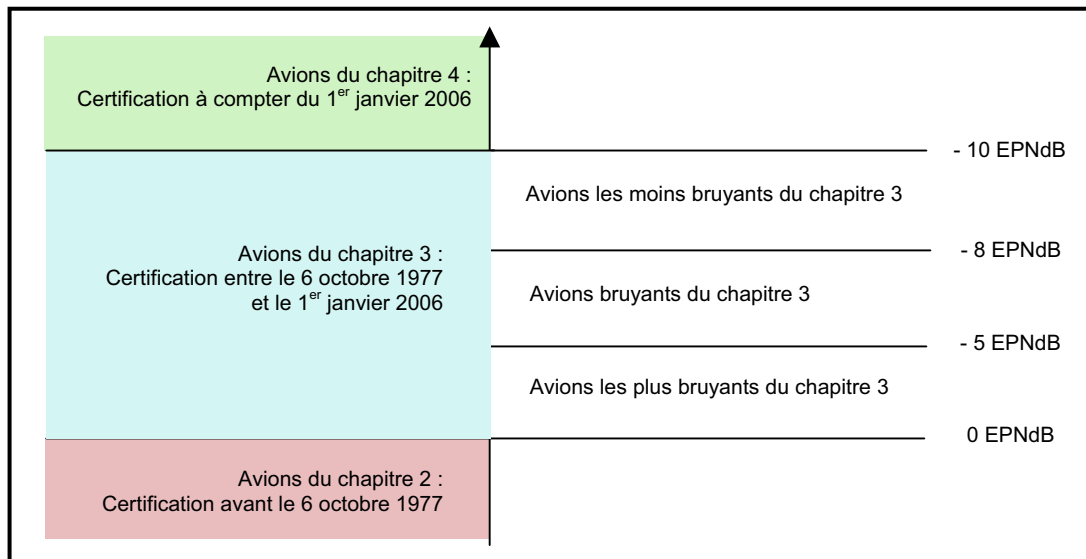 Avions du chapitre 4 :
Certification à compter du 1er janvier 2006
- 10 EPNdB
Avions les moins bruyants du chapitre 3
- 8 EPNdB
Avions du chapitre 3 :
Certification entre le 6 octobre 1977
et le 1er janvier 2006
Avions bruyants du chapitre 3
- 5 EPNdB
Avions les plus bruyants du chapitre 3
0 EPNdB
Avions du chapitre 2 :
Certification avant le 6 octobre 1977